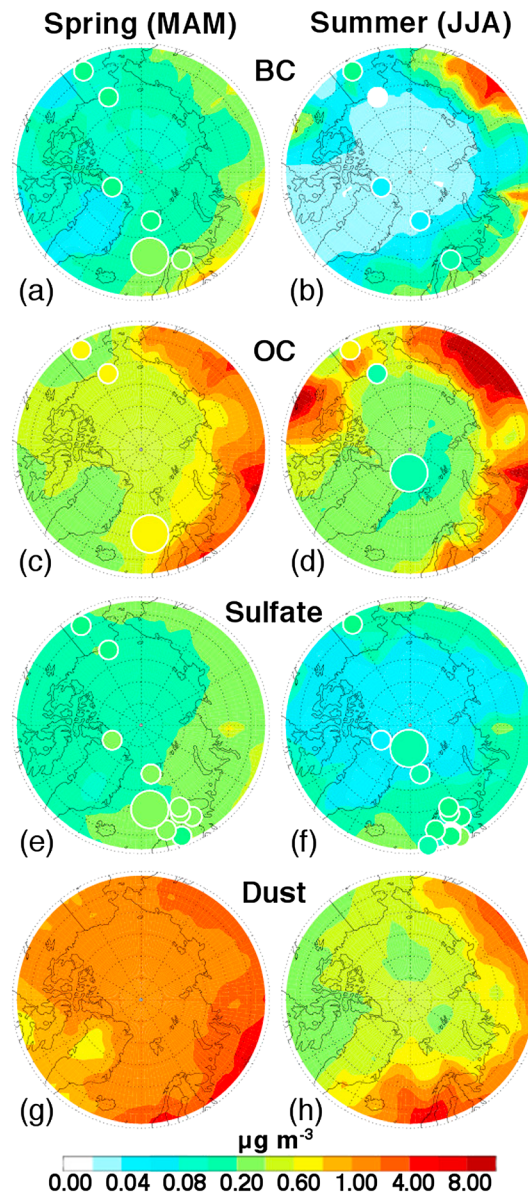 Spring (MAM) Summer (JJA)
BC
(a) (b)
OC
(c) (d)
Sulfate
(e) (f)
Dust
(g) (h)
µg m-3
0.00 0.04 0.08 0.20 0.60 1.00 4.00 8.00